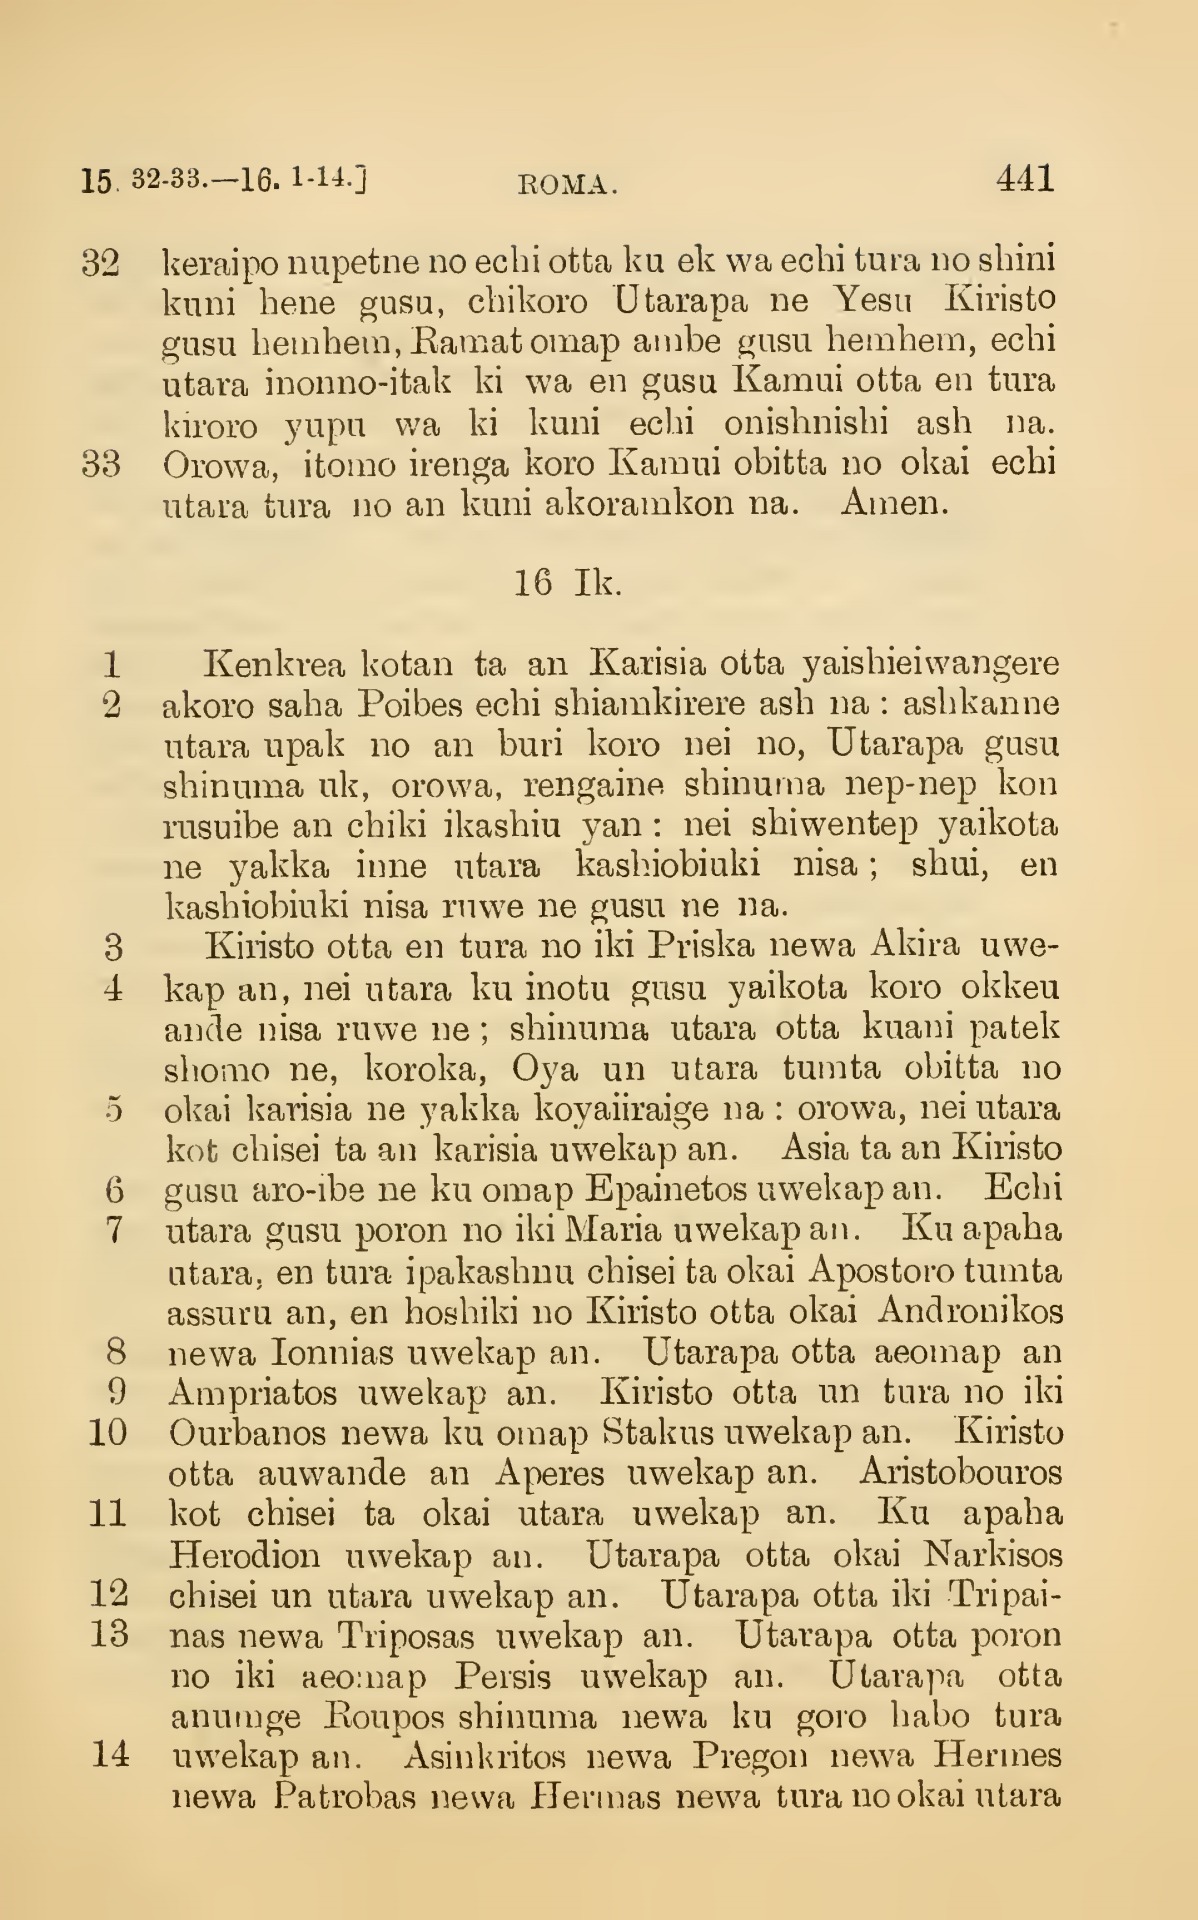 15. 32-33.—16. 1-14.] ROMA. 441
32 keraipo nupetne no echi otta ku ek wa echi tura no shini
kuni hene gusu, chikoro Utarapa ne Yesu Kiristo
gusu hemhem, Ramat omap ambe gusu hemhem, echi
utara inonno-itak ki wa en gusu Kamui otta en tura
kiroro yupu wa ki kuni echi onishnishi ash na.
33 Orowa, itomo irenga koro Kamui obitta no okai echi
utara tura no an kuni akoramkon na. Amen.
16 Ik.
1 Kenkrea kotan ta an Karisia otta yaishieiwangere
2 akoro saha Poibes echi shiamkirere ash na : ashkanne
utara upak no an buri koro nei no, Utarapa gusu
shinuma uk, orowa, rengaine shinuma nep-nep kon
rusuibe an chiki ikashiu yan : nei shiwentep yaikota
ne yakka inne utara kashiobiuki nisa ; shui, en
kashiobiuki nisa ruwe ne gusu ne na.
3 Kiristo otta en tura no iki Priska newa Akira uwe-
4 kap an, nei utara ku inotu gusu yaikota koro okkeu
ande nisa ruwe ne ; shinuma utara otta kuani patek
shomo ne, koroka, Oya un utara tumta obitta no
5 okai karisia ne yakka koyaiiraige na : orowa, nei utara
kot chisei ta an karisia uwekap an. Asia ta an Kiristo
6 gusu aro-ibe ne ku omap Epainetos uwekap an. Echi
7 utara gusu poron no iki Maria uwekap an. Ku apaha
utara, en tura ipakashnu chisei ta okai Apostoro tumta
assuru an, en hoshiki no Kiristo otta okai Andronikos
8 newa Ionnias uwekap an. Utarapa otta aeomap an
9 Ampriatos uwekap an. Kiristo otta un tura no iki
10 Ourbanos newa ku omap Stakus uwekap an. Kiristo
otta auwande an Aperes uwekap an. Aristobouros
11 kot chisei ta okai utara uwekap an. Ku apaha
Herodion uwekap an. Utarapa otta okai Narkisos
12 chisei un utara uwekap an. Utarapa otta iki Tripai-
13 nas newa Triposas uwekap an. Utarapa otta poron
no iki aeomap Persis uwekap an. Utarapa otta
anumge Roupos shinuma newa ku goro habo tura
14 uwekap an. Asinkritos newa Pregon newa Hermes
newa Patrobas newa Hermas newa tura no okai utara